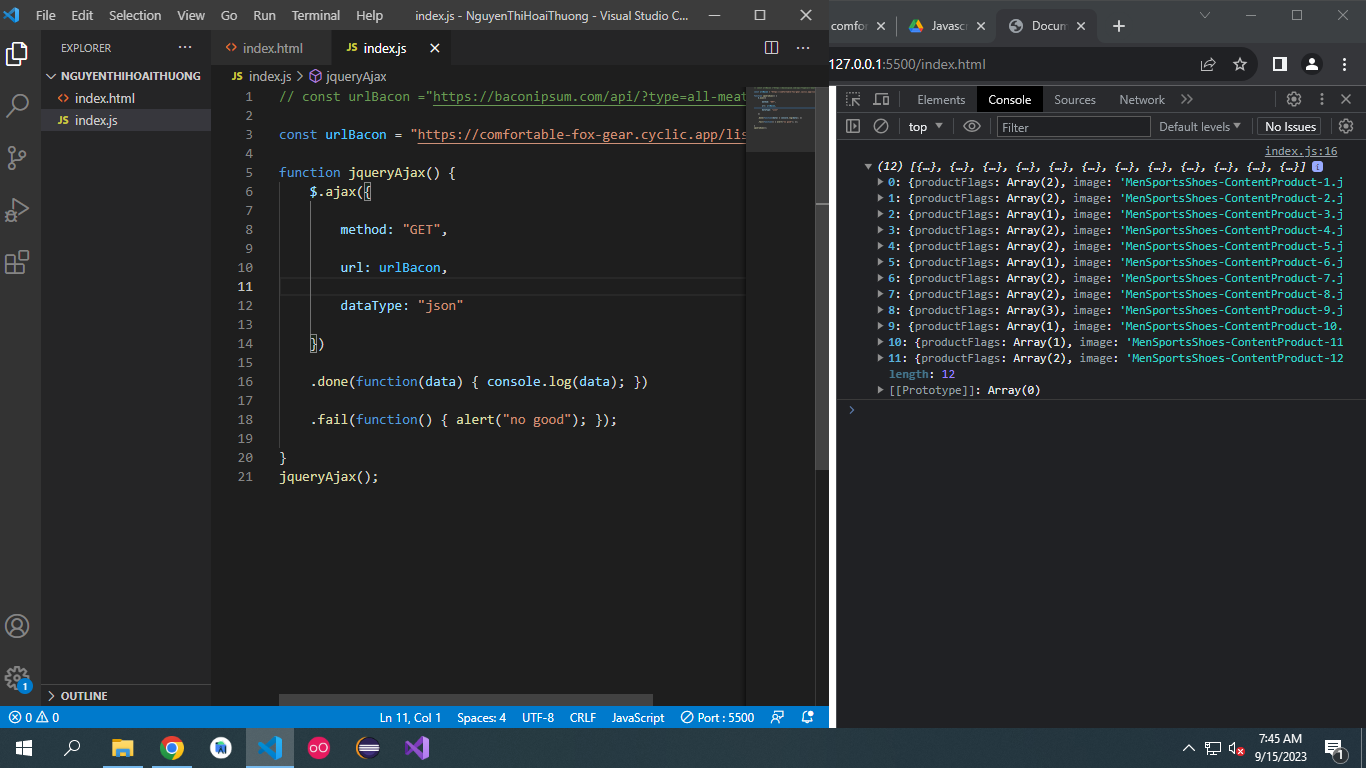 File Edit Selection View Go Run Terminal Help index.js - NguyenThiHoaiThuong - Visual Studio C...
EXPLORER
NGUYENTHIHOAITHUONG
index.html
JS index.js
OUTLINE
index.html
JS index.js
JS index.js > jqueryAjax
1 // const urlBacon ="https://baconipsum.com/api/?type=all-meat
2
3 const urlBacon = "https://comfortable-fox-gear.cyclic.app/lis
4
5 function jqueryAjax() {
6 $.ajax({
7
8 method: "GET",
9
10 url: urlBacon,
11
12 dataType: "json"
13
14 })
15
16 .done(function(data) { console.log(data); })
17
18 .fail(function() { alert("no good"); });
19
20 }
21 jqueryAjax();
0 0 Ln 11, Col 1 Spaces: 4 UTF-8 CRLF JavaScript Port : 5500
1
comfor Javasc Docum
127.0.0.1:5500/index.html
Elements Console Sources Network
top Filter Default levels No Issues
index.js:16
(12) [{…}, {…}, {…}, {…}, {…}, {…}, {…}, {…}, {…}, {…}, {…}, {…}]
0: {productFlags: Array(2), image: 'MenSportsShoes-ContentProduct-1.j
1: {productFlags: Array(2), image: 'MenSportsShoes-ContentProduct-2.j
2: {productFlags: Array(1), image: 'MenSportsShoes-ContentProduct-3.j
3: {productFlags: Array(2), image: 'MenSportsShoes-ContentProduct-4.j
4: {productFlags: Array(2), image: 'MenSportsShoes-ContentProduct-5.j
5: {productFlags: Array(1), image: 'MenSportsShoes-ContentProduct-6.j
6: {productFlags: Array(2), image: 'MenSportsShoes-ContentProduct-7.j
7: {productFlags: Array(2), image: 'MenSportsShoes-ContentProduct-8.j
8: {productFlags: Array(3), image: 'MenSportsShoes-ContentProduct-9.j
9: {productFlags: Array(1), image: 'MenSportsShoes-ContentProduct-10.
10: {productFlags: Array(1), image: 'MenSportsShoes-ContentProduct-11
11: {productFlags: Array(2), image: 'MenSportsShoes-ContentProduct-12
length: 12
[[Prototype]]: Array(0)
7:45 AM
9/15/2023
1